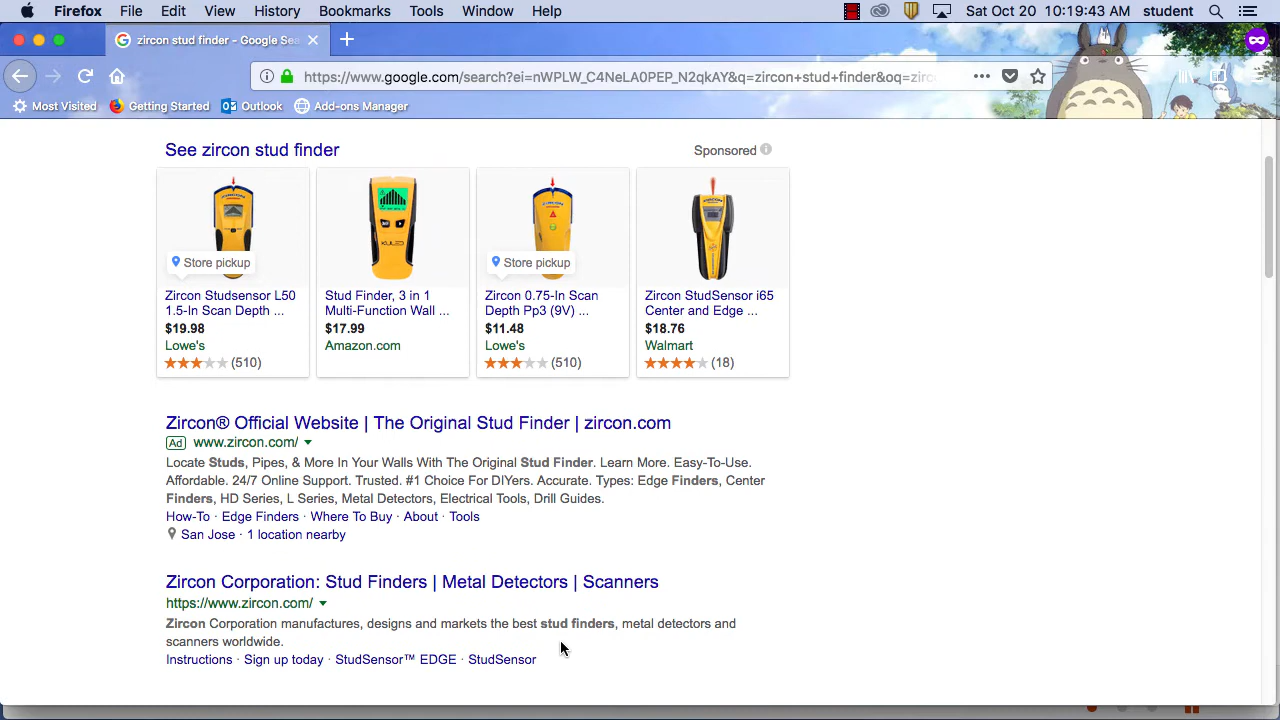 Firefox File Edit View History Bookmarks Tools Window Help Sat Oct 20 10:19:43 AM student
zircon stud finder - Google Sea
https://www.google.com/search?ei=nWPLW_C4NeLA0PEP_N2qkAY&q=zircon+stud+finder&oq=zirc
Most Visited Getting Started Outlook Add-ons Manager
See zircon stud finder Sponsored
Store pickup Store pickup
Zircon Studsensor L50 Stud Finder, 3 in 1 Zircon 0.75-In Scan Zircon StudSensor i65
1.5-In Scan Depth ... Multi-Function Wall ... Depth Pp3 (9V) ... Center and Edge ...
$19.98 $17.99 $11.48 $18.76
Lowe's Amazon.com Lowe's Walmart
(510) (510) (18)
Zircon® Official Website | The Original Stud Finder | zircon.com
Ad www.zircon.com/
Locate Studs, Pipes, & More In Your Walls With The Original Stud Finder. Learn More. Easy-To-Use.
Affordable. 24/7 Online Support. Trusted. #1 Choice For DIYers. Accurate. Types: Edge Finders, Center
Finders, HD Series, L Series, Metal Detectors, Electrical Tools, Drill Guides.
How-To · Edge Finders · Where To Buy · About · Tools
San Jose · 1 location nearby
Zircon Corporation: Stud Finders | Metal Detectors | Scanners
https://www.zircon.com/
Zircon Corporation manufactures, designs and markets the best stud finders, metal detectors and
scanners worldwide.
Instructions · Sign up today · StudSensor™ EDGE · StudSensor